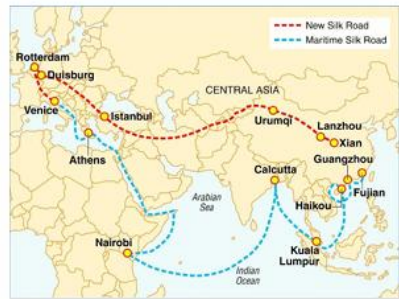 New Silk Road
Maritime Silk Road
Rotterdam
Duisburg
CENTRAL ASIA
Venice
Istanbul
Urumqi
Lanzhou
Xian
Athens
Guangzhou
Calcutta
Fujian
Arabian
Sea
Haikou
Nairobi
Kuala
Lumpur
Indian
Ocean